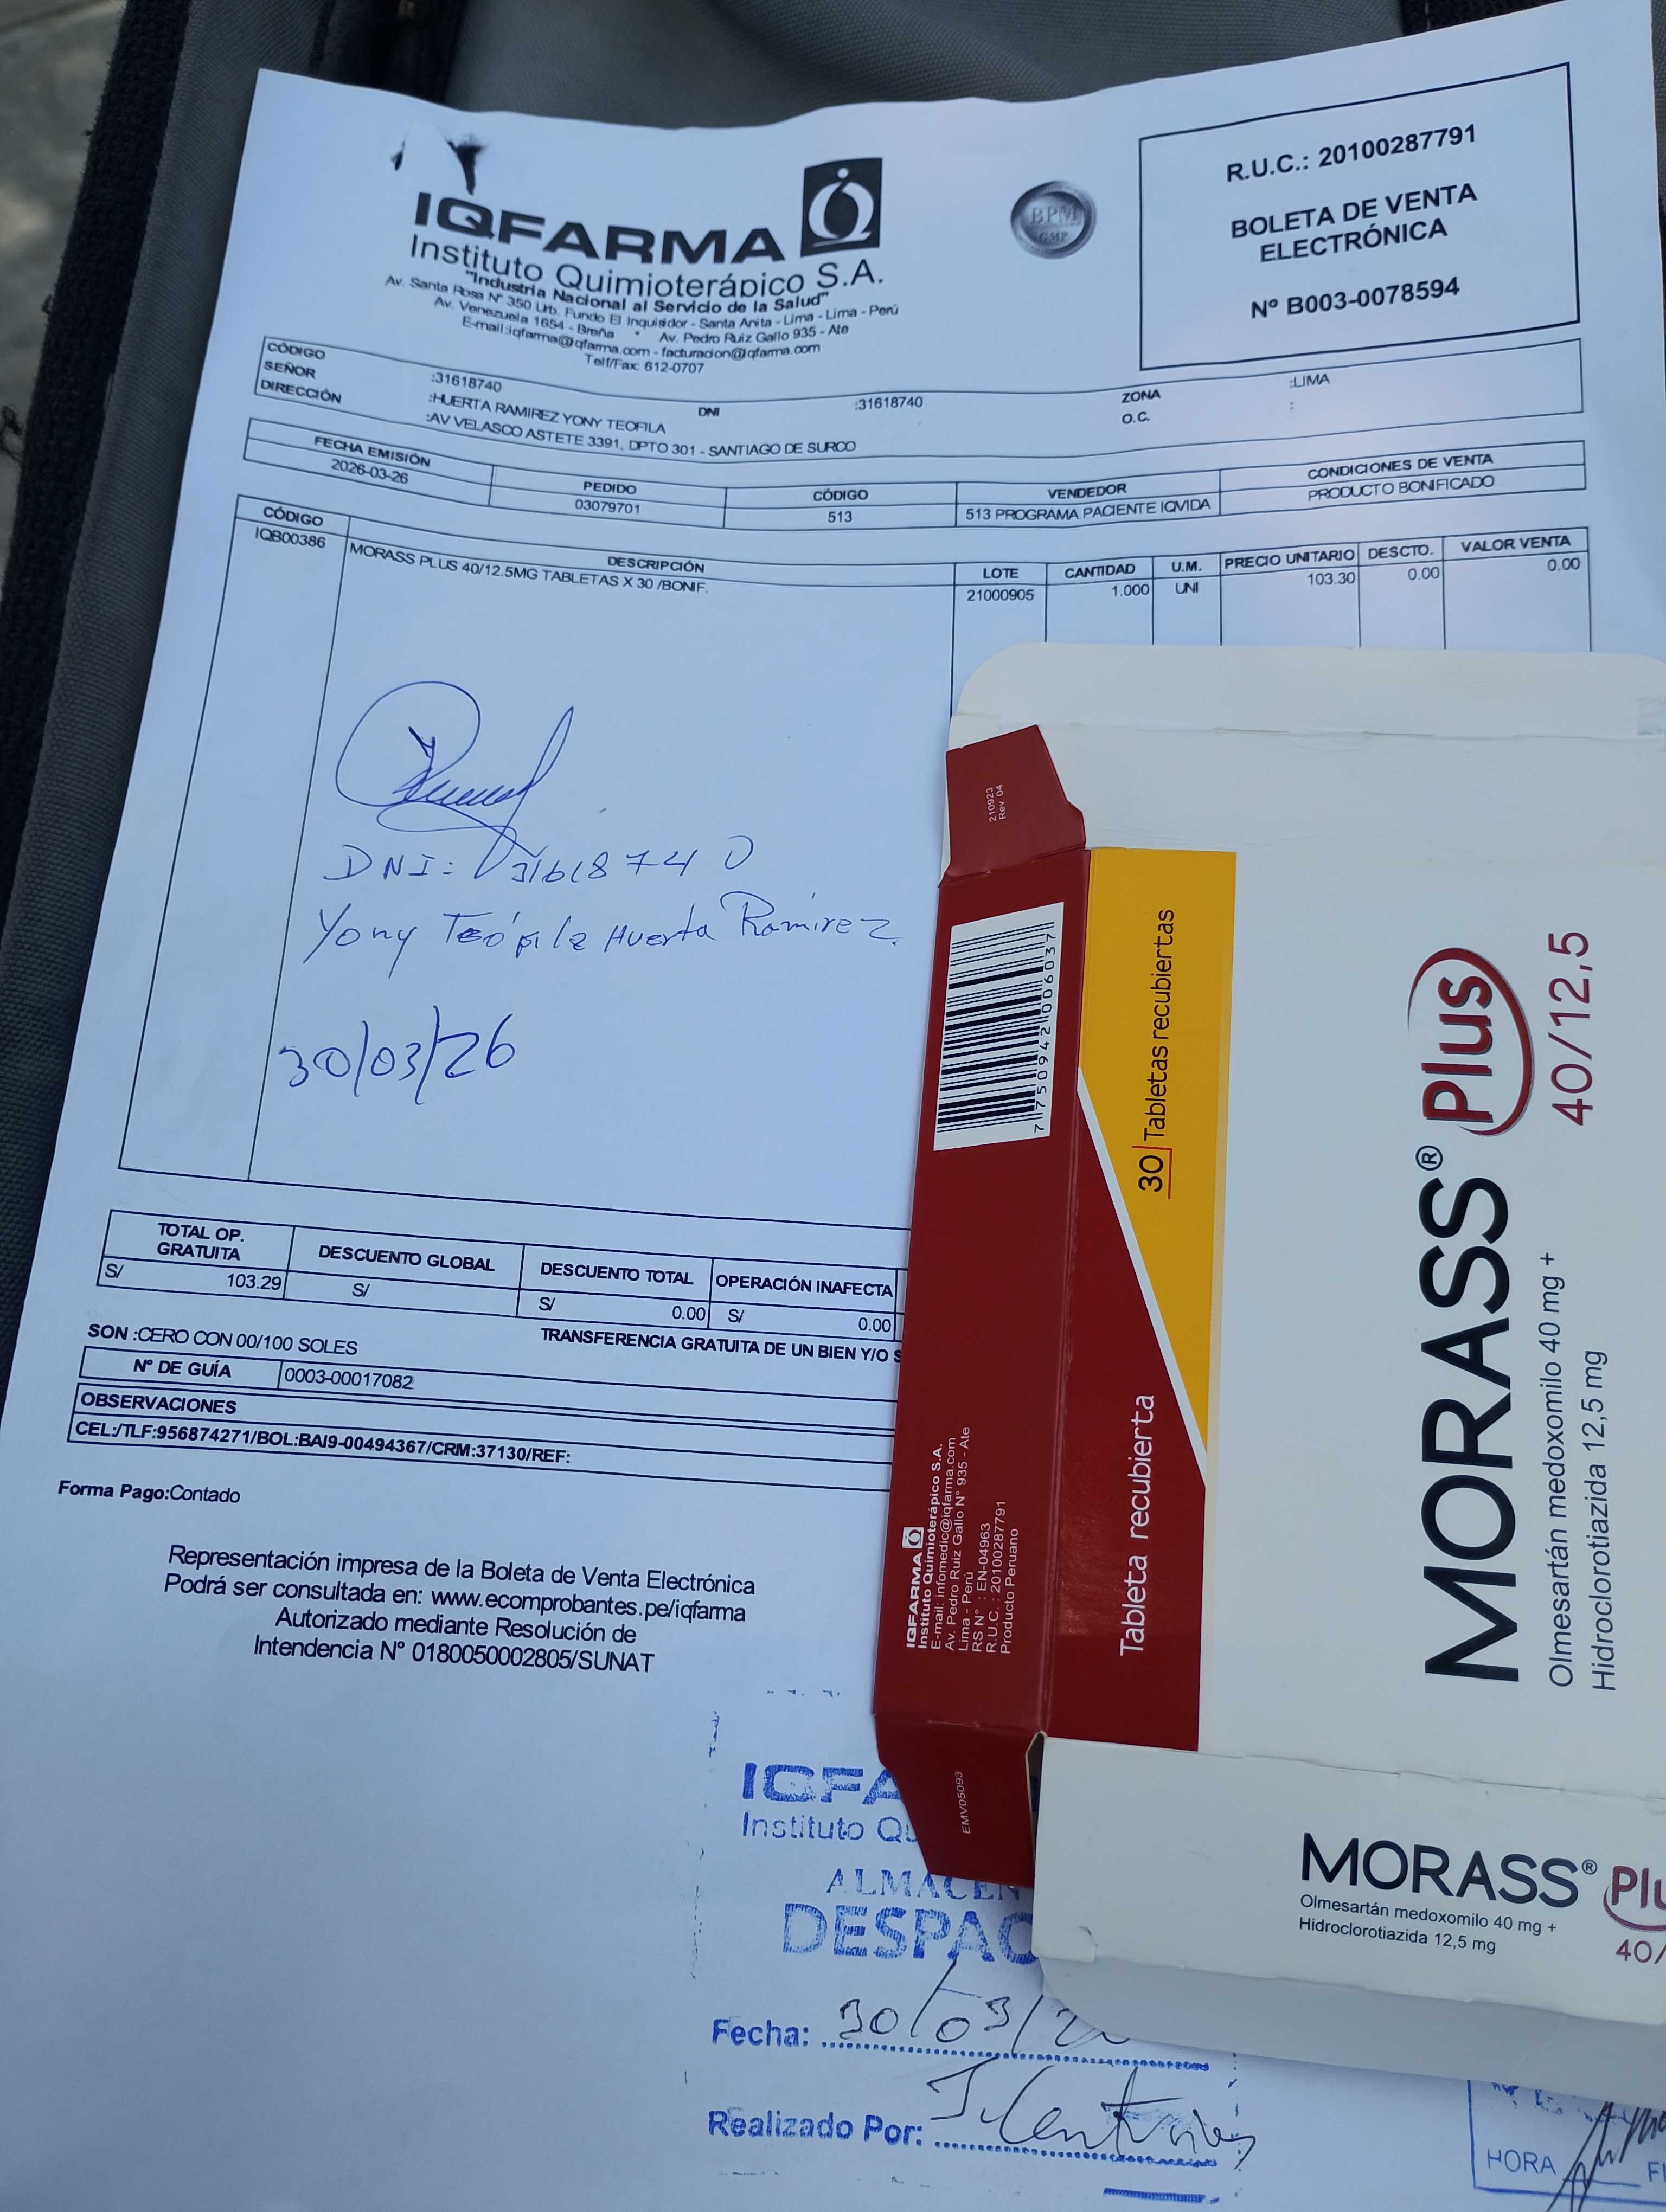 IQFARMA
Instituto Quimioterápico S.A.
"Industria Nacional al Servicio de la Salud"
Av. Santa Rosa N° 350 Urb. Fundo El Inquisidor - Santa Anita - Lima - Lima - Perú
Av. Venezuela 1654 - Breña • Av. Pedro Ruiz Gallo 935 - Ate
E-mail:iqfarma@iqfarma.com - facturacion@iqfarma.com
Telf/Fax: 612-0707
BPM
GMP
R.U.C.: 20100287791
BOLETA DE VENTA
ELECTRÓNICA
Nº B003-0078594
CÓDIGO :31618740 DNI :31618740 ZONA :LIMA
SEÑOR :HUERTA RAMIREZ YONY TEOFILA O.C. :
DIRECCIÓN :AV VELASCO ASTETE 3391, DPTO 301 - SANTIAGO DE SURCO
FECHA EMISIÓN PEDIDO CÓDIGO VENDEDOR CONDICIONES DE VENTA
2026-03-26 03079701 513 513 PROGRAMA PACIENTE IQVIDA PRODUCTO BONIFICADO
CÓDIGO DESCRIPCIÓN LOTE CANTIDAD U.M. PRECIO UNITARIO DESCTO. VALOR VENTA
IQB00386 MORASS PLUS 40/12.5MG TABLETAS X 30 /BONIF. 21000905 1.000 UNI 103.30 0.00 0.00
DNI: 31618740
Yony Teófila Huerta Ramirez
30/03/26
TOTAL OP. GRATUITA DESCUENTO GLOBAL DESCUENTO TOTAL OPERACIÓN INAFECTA
S/ 103.29 S/ S/ 0.00 S/ 0.00
SON :CERO CON 00/100 SOLES TRANSFERENCIA GRATUITA DE UN BIEN Y/O
Nº DE GUÍA 0003-00017082
OBSERVACIONES
CEL:/TLF:956874271/BOL:BAI9-00494367/CRM:37130/REF:
Forma Pago:Contado
Representación impresa de la Boleta de Venta Electrónica
Podrá ser consultada en: www.ecomprobantes.pe/iqfarma
Autorizado mediante Resolución de
Intendencia N° 0180050002805/SUNAT
IQFA
Instituto Qu
ALMACEN
DESPAC
Fecha: 30/03/2
Realizado Por:
HORA
210923
Rev 04
7750942006037
30 Tabletas recubiertas
Tableta recubierta
IQFARMA
Instituto Quimioterápico S.A.
E-mail: infomedic@iqfarma.com
Av. Pedro Ruiz Gallo N° 935 - Ate
Lima - Perú
RS N° : EN-04963
R.U.C. : 20100287791
Producto Peruano
EMV05093
MORASS® Plus
40/12,5
Olmesartán medoxomilo 40 mg +
Hidroclorotiazida 12,5 mg
MORASS® Plu
Olmesartán medoxomilo 40 mg +
Hidroclorotiazida 12,5 mg
40/